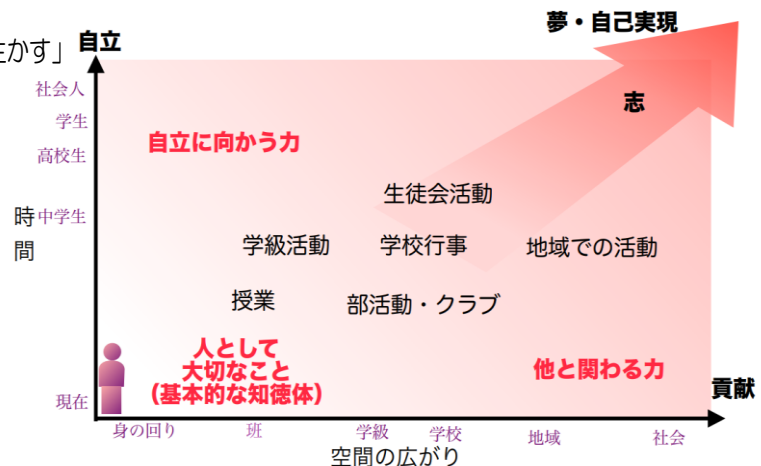 夢・自己実現
生かす」
自立
社会人
志
学生
自立に向かう力
高校生
生徒会活動
時間
中学生
学級活動
学校行事
地域での活動
授業
部活動・クラブ
人として
大切なこと
(基本的な知徳体)
他と関わる力
貢献
現在
身の回り
班
学級
学校
地域
社会
空間の広がり